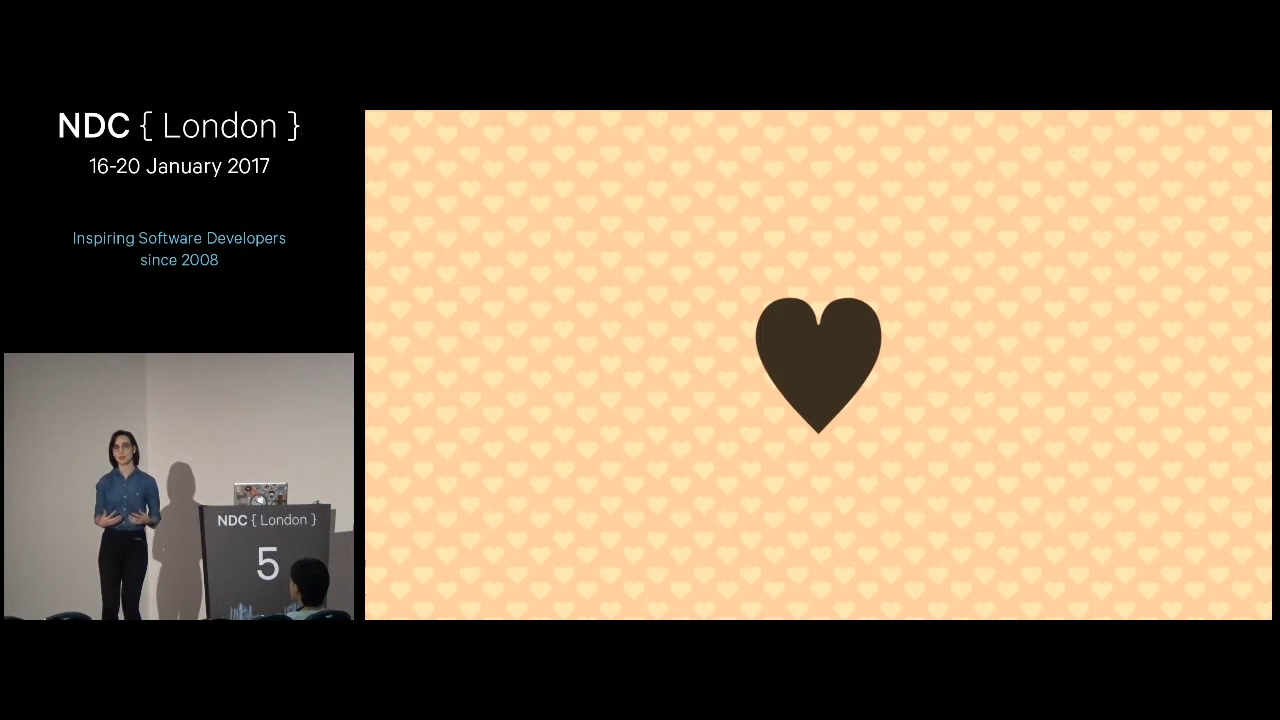 NDC { London }
16-20 January 2017
Inspiring Software Developers
since 2008
NDC { London }
5